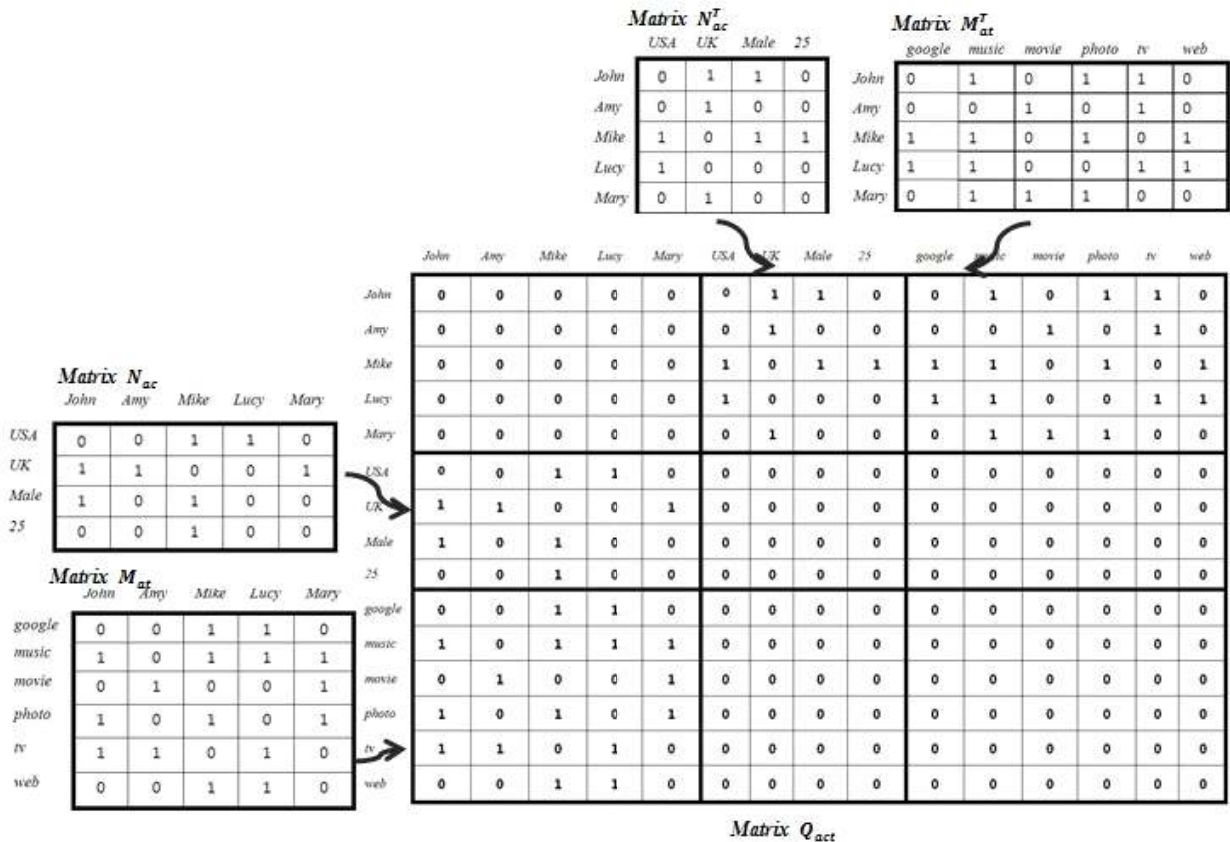 Matrix N^T_ac
USA UK Male 25
John 0 1 1 0
Amy 0 1 0 0
Mike 1 0 1 1
Lucy 1 0 0 0
Mary 0 1 0 0
Matrix M^T_at
google music movie photo tv web
John 0 1 0 1 1 0
Amy 0 0 1 0 1 0
Mike 1 1 0 1 0 1
Lucy 1 1 0 0 1 1
Mary 0 1 1 1 0 0
Matrix N_ac
John Amy Mike Lucy Mary
USA 0 0 1 1 0
UK 1 1 0 0 1
Male 1 0 1 0 0
25 0 0 1 0 0
Matrix M_at
John Amy Mike Lucy Mary
google 0 0 1 1 0
music 1 0 1 1 1
movie 0 1 0 0 1
photo 1 0 1 0 1
tv 1 1 0 1 0
web 0 0 1 1 0
John Amy Mike Lucy Mary USA UK Male 25 google music movie photo tv web
John 0 0 0 0 0 0 1 1 0 0 1 0 1 1 0
Amy 0 0 0 0 0 0 1 0 0 0 0 1 0 1 0
Mike 0 0 0 0 0 1 0 1 1 1 1 0 1 0 1
Lucy 0 0 0 0 0 1 0 0 0 1 1 0 0 1 1
Mary 0 0 0 0 0 0 1 0 0 0 1 1 1 0 0
USA 0 0 1 1 0 0 0 0 0 0 0 0 0 0 0
UK 1 1 0 0 1 0 0 0 0 0 0 0 0 0 0
Male 1 0 1 0 0 0 0 0 0 0 0 0 0 0 0
25 0 0 1 0 0 0 0 0 0 0 0 0 0 0 0
google 0 0 1 1 0 0 0 0 0 0 0 0 0 0 0
music 1 0 1 1 1 0 0 0 0 0 0 0 0 0 0
movie 0 1 0 0 1 0 0 0 0 0 0 0 0 0 0
photo 1 0 1 0 1 0 0 0 0 0 0 0 0 0 0
tv 1 1 0 1 0 0 0 0 0 0 0 0 0 0 0
web 0 0 1 1 0 0 0 0 0 0 0 0 0 0 0
Matrix Q_act